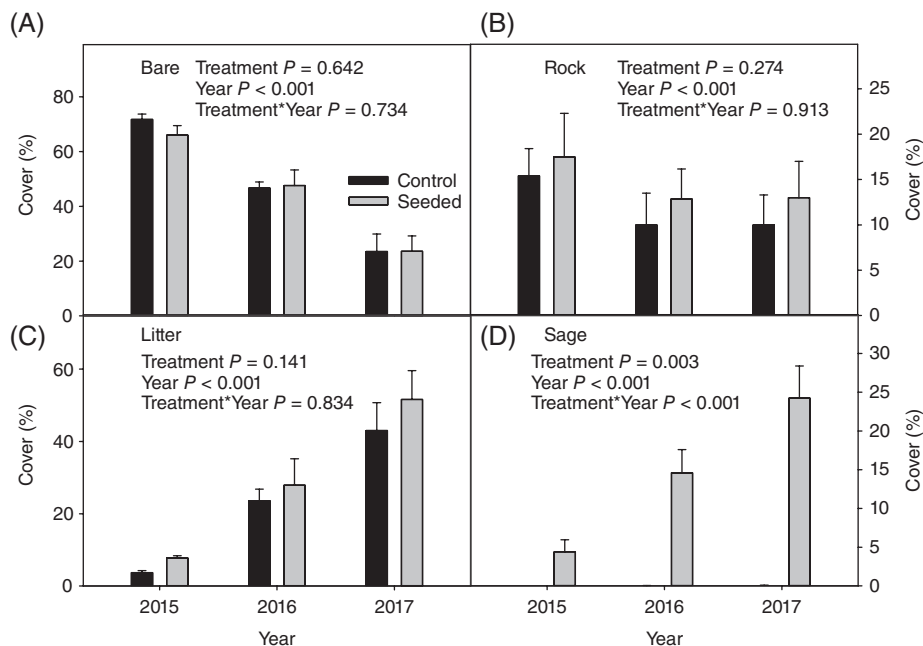 (A)
Bare
Treatment P = 0.642
Year P < 0.001
Treatment*Year P = 0.734
Control
Seeded
Cover (%)
80
60
40
20
0
(B)
Rock
Treatment P = 0.274
Year P < 0.001
Treatment*Year P = 0.913
25
20
15
10
5
0
Cover (%)
(C)
Litter
Treatment P = 0.141
Year P < 0.001
Treatment*Year P = 0.834
Cover (%)
60
40
20
0
2015 2016 2017
Year
(D)
Sage
Treatment P = 0.003
Year P < 0.001
Treatment*Year P < 0.001
30
25
20
15
10
5
0
Cover (%)
2015 2016 2017
Year